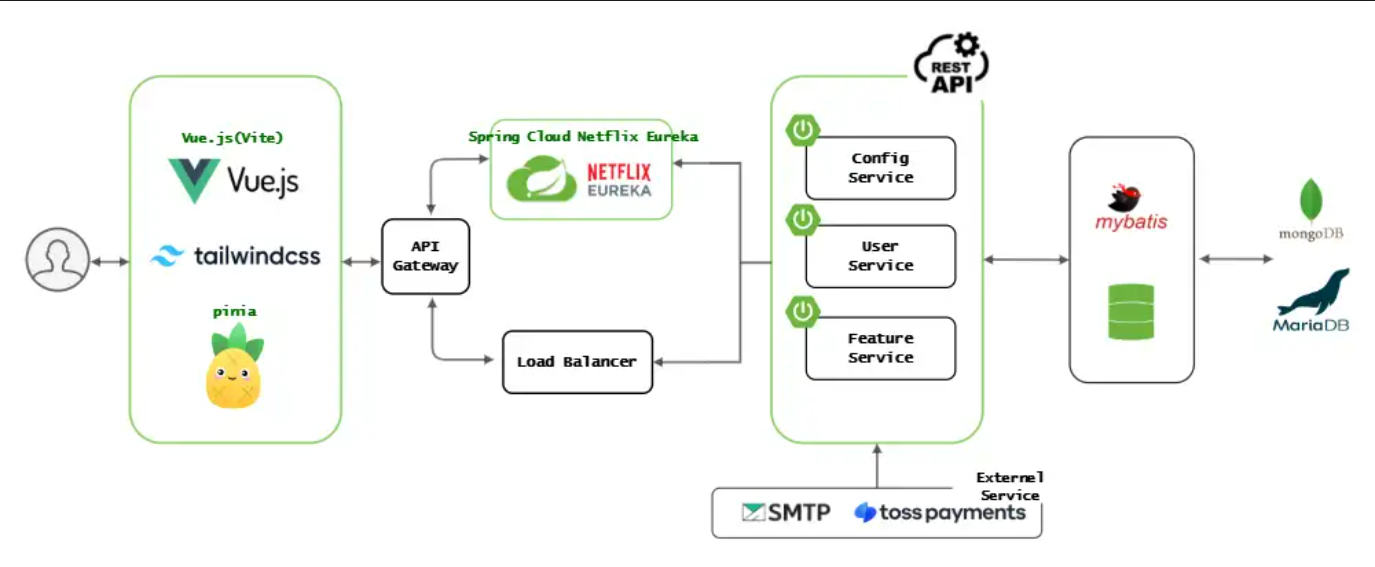 Vue.js(Vite)
Vue.js
tailwindcss
pinia
API
Gateway
Spring Cloud Netflix Eureka
NETFLIX
EUREKA
Load Balancer
REST
API
Config
Service
User
Service
Feature
Service
Externel
Service
SMTP
toss payments
mybatis
mongoDB
MariaDB